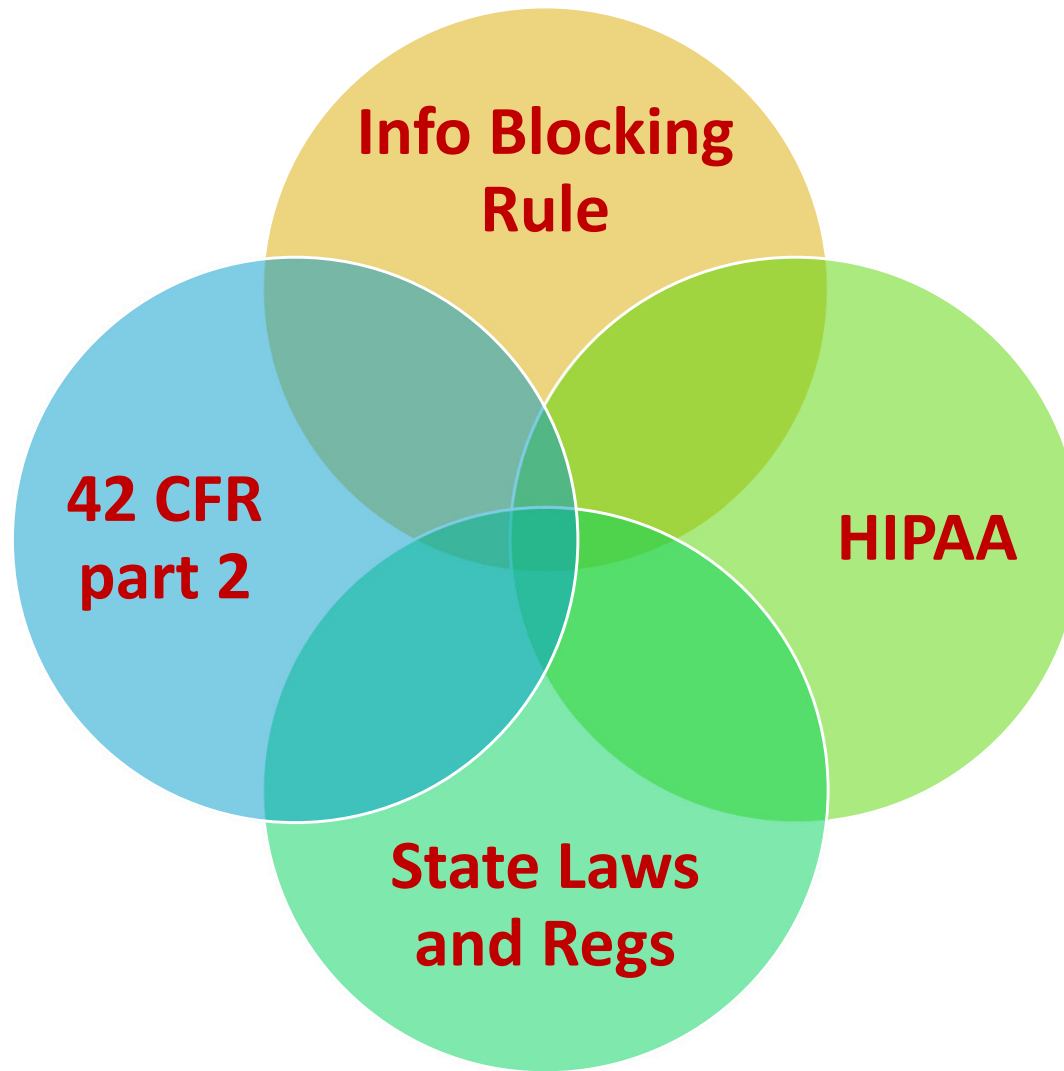 Info Blocking
Rule
42 CFR
part 2
HIPAA
State Laws
and Regs